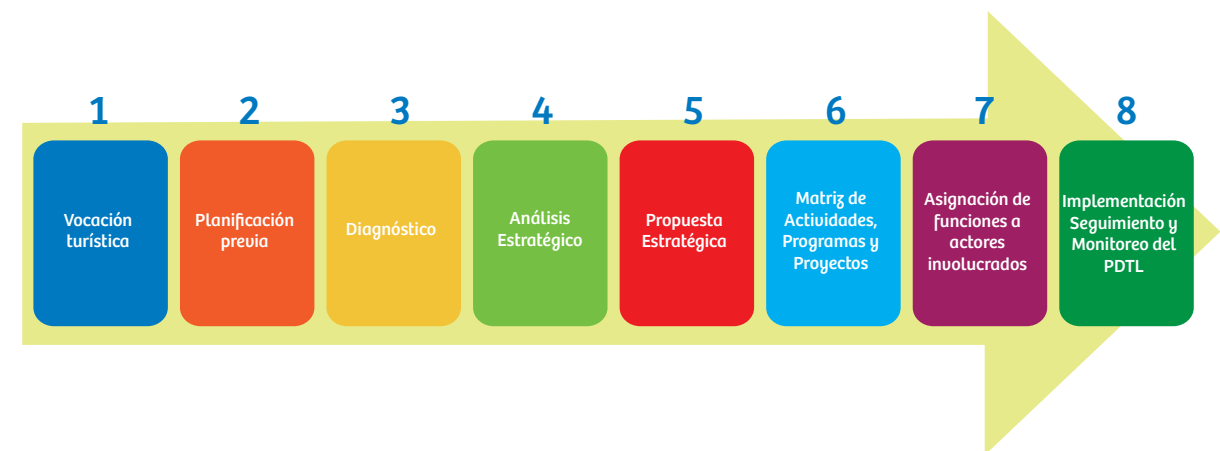 1
Vocación
turística
2
Planificación
previa
3
Diagnóstico
4
Análisis
Estratégico
5
Propuesta
Estratégica
6
Matriz de
Actividades,
Programas y
Proyectos
7
Asignación de
funciones a
actores
involucrados
8
Implementación
Seguimiento y
Monitoreo del
PDTL